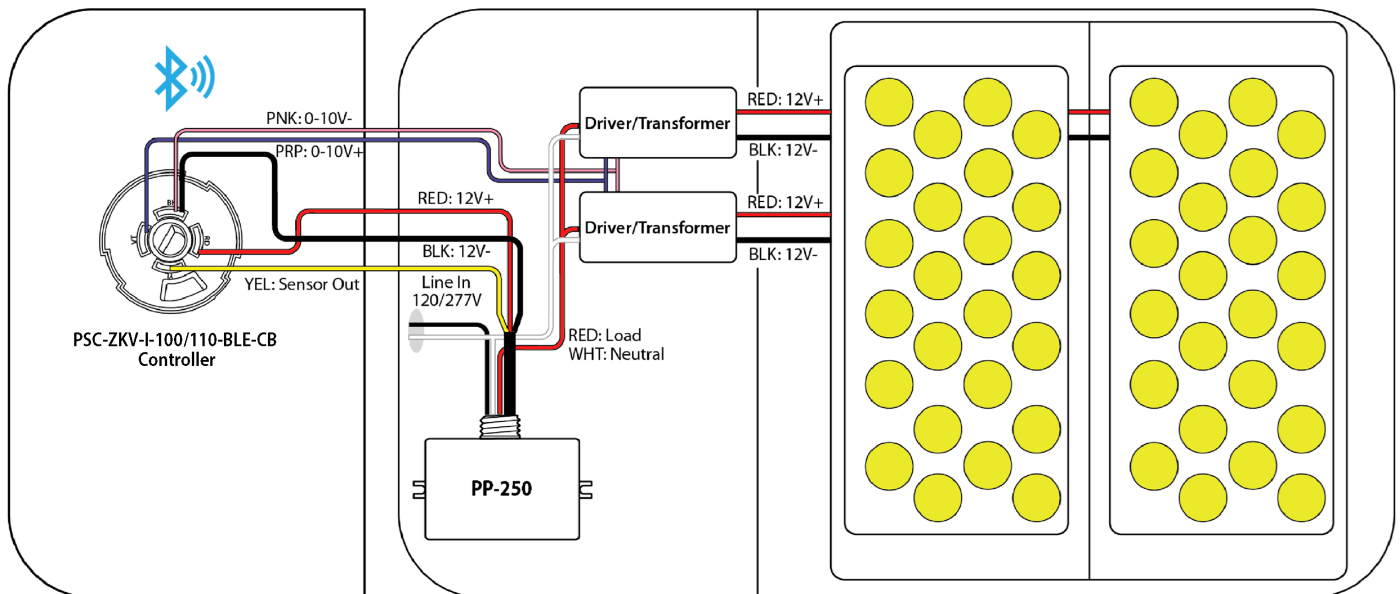 PNK: 0-10V-
PRP: 0-10V+
RED: 12V+
BLK: 12V-
YEL: Sensor Out
Line In
120/277V
PSC-ZKV-I-100/110-BLE-CB
Controller
RD
Driver/Transformer
RED: 12V+
BLK: 12V-
Driver/Transformer
RED: 12V+
BLK: 12V-
RED: Load
WHT: Neutral
PP-250